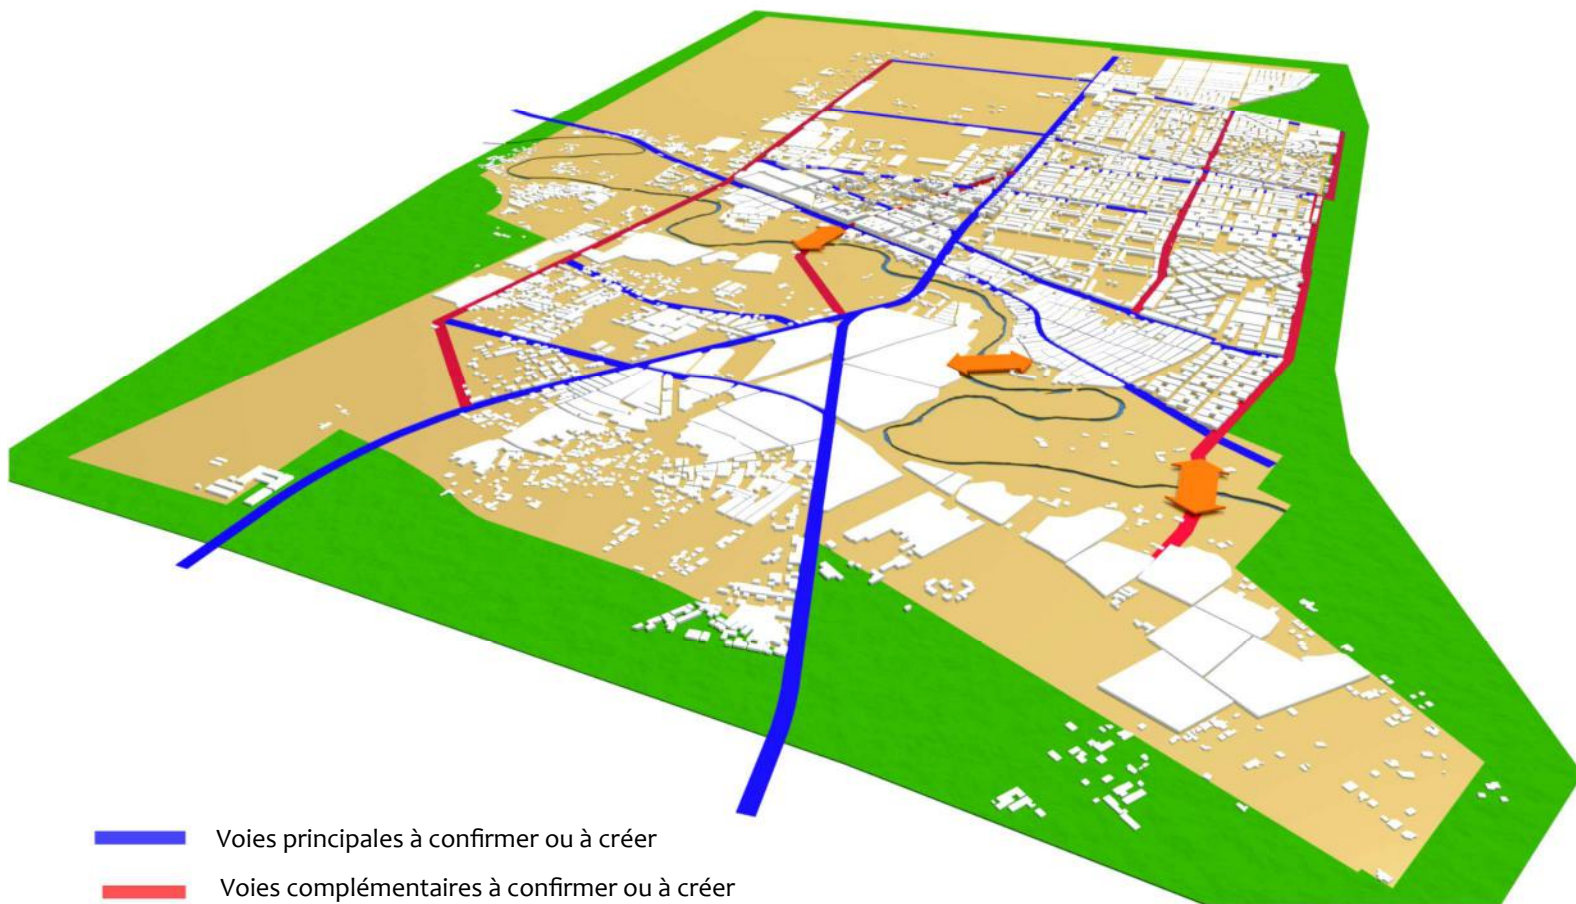 Voies principales à confirmer ou à créer
Voies complémentaires à confirmer ou à créer